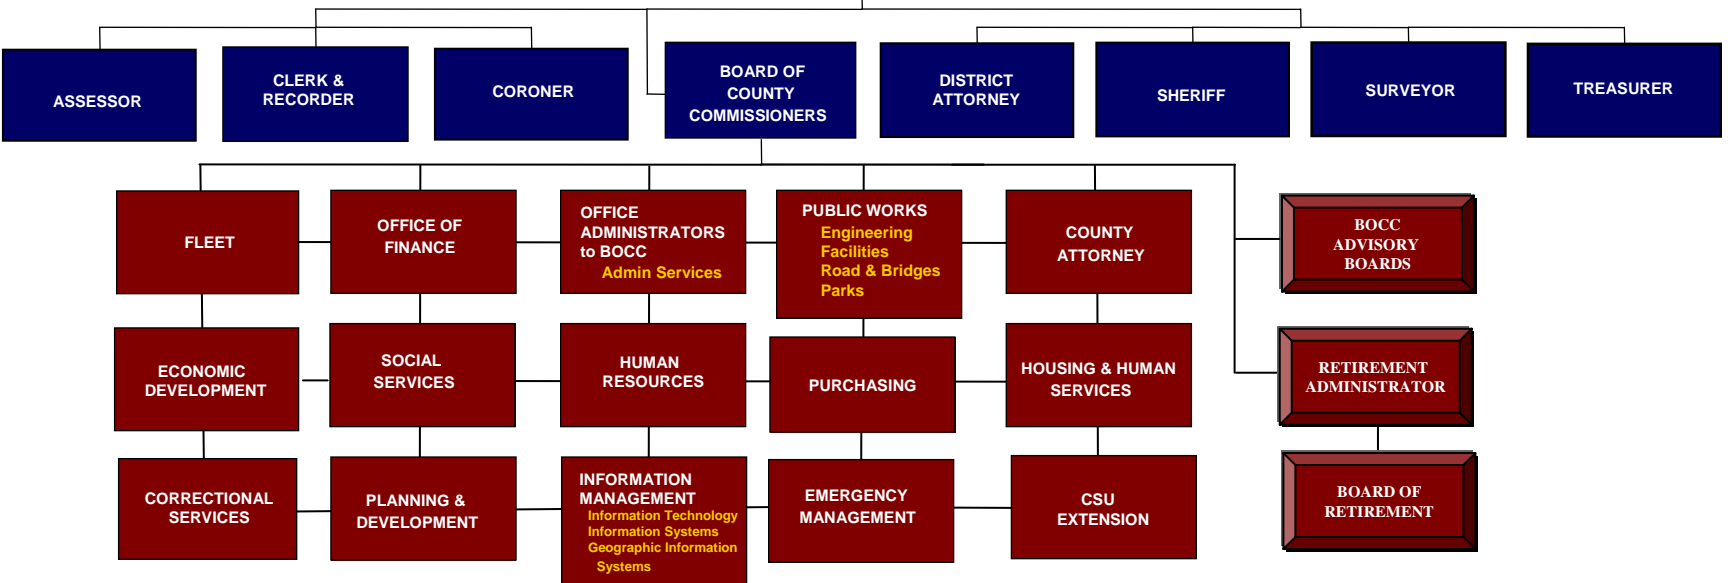 ASSESSOR
CLERK &
RECORDER
CORONER
BOARD OF
COUNTY
COMMISSIONERS
DISTRICT
ATTORNEY
SHERIFF
SURVEYOR
TREASURER
FLEET
OFFICE OF
FINANCE
OFFICE
ADMINISTRATORS
to BOCC
Admin Services
PUBLIC WORKS
Engineering
Facilities
Road & Bridges
Parks
COUNTY
ATTORNEY
BOCC
ADVISORY
BOARDS
ECONOMIC
DEVELOPMENT
SOCIAL
SERVICES
HUMAN
RESOURCES
PURCHASING
HOUSING & HUMAN
SERVICES
RETIREMENT
ADMINISTRATOR
CORRECTIONAL
SERVICES
PLANNING &
DEVELOPMENT
INFORMATION
MANAGEMENT
Information Technology
Information Systems
Geographic Information
Systems
EMERGENCY
MANAGEMENT
CSU
EXTENSION
BOARD OF
RETIREMENT